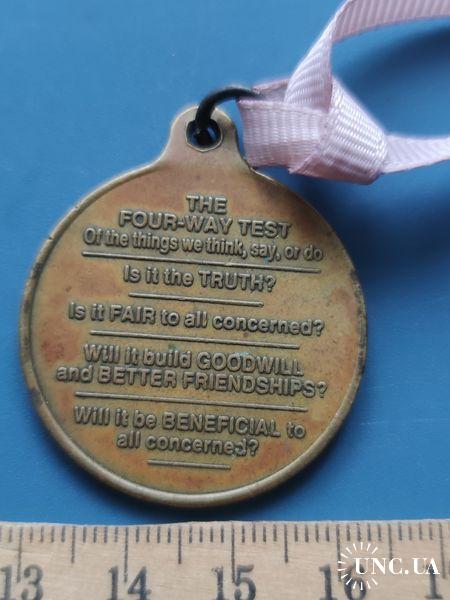 THE
FOUR-WAY TEST
Of the things we think, say, or do
Is it the TRUTH?
Is it FAIR to all concerned?
Will it build GOODWILL
and BETTER FRIENDSHIPS?
Will it be BENEFICIAL to
all concerned?
UNC.UA
13 14 15 16 17